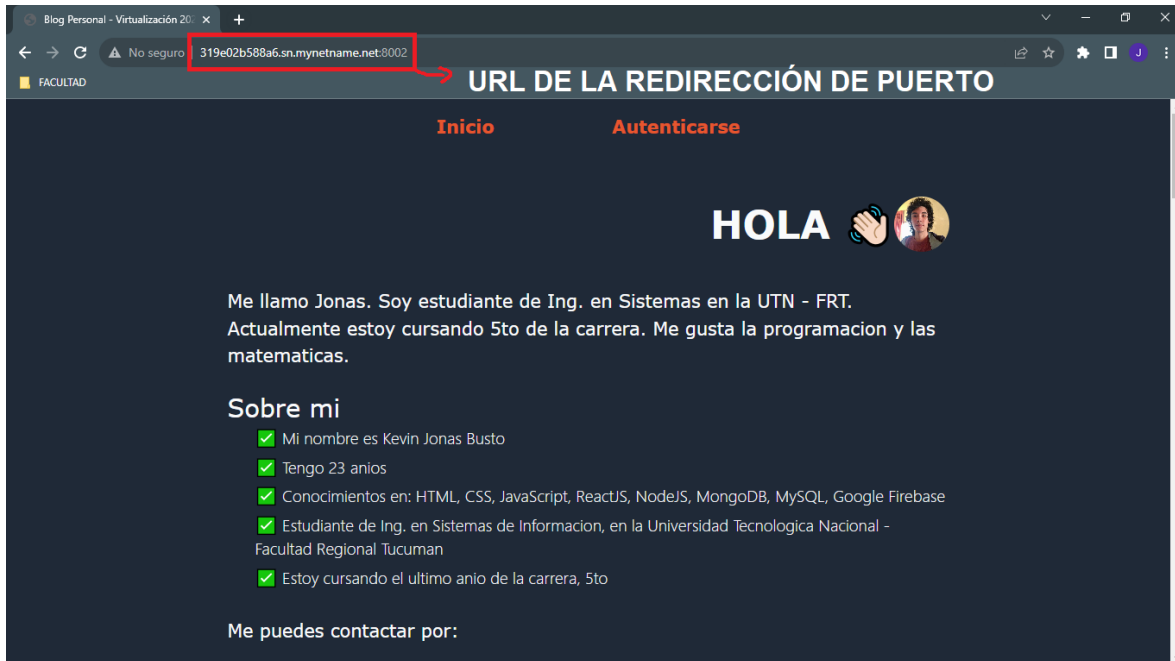 Blog Personal - Virtualización 202
No seguro
319e02b588a6.sn.mynetname.net:8002
J
FACULTAD
URL DE LA REDIRECCIÓN DE PUERTO
Inicio
Autenticarse
HOLA
Me llamo Jonas. Soy estudiante de Ing. en Sistemas en la UTN - FRT.
Actualmente estoy cursando 5to de la carrera. Me gusta la programacion y las
matematicas.
Sobre mi
Mi nombre es Kevin Jonas Busto
Tengo 23 anios
Conocimientos en: HTML, CSS, JavaScript, ReactJS, NodeJS, MongoDB, MySQL, Google Firebase
Estudiante de Ing. en Sistemas de Informacion, en la Universidad Tecnologica Nacional -
Facultad Regional Tucuman
Estoy cursando el ultimo anio de la carrera, 5to
Me puedes contactar por: